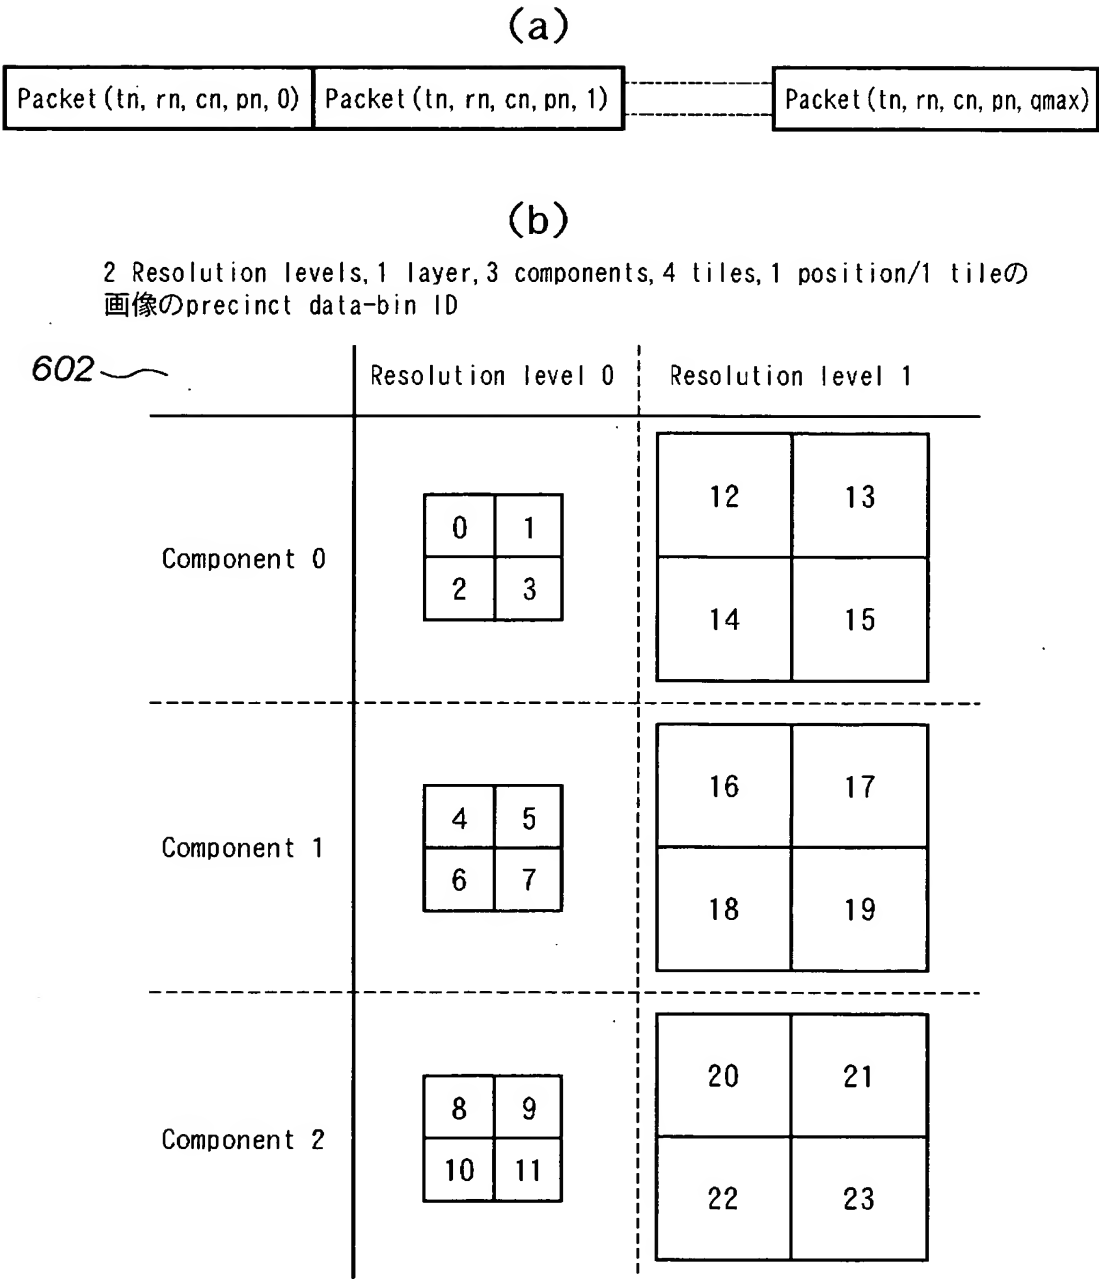 (a)
Packet(tn, rn, cn, pn, 0) Packet(tn, rn, cn, pn, 1) Packet(tn, rn, cn, pn, qmax)
(b)
2 Resolution levels, 1 layer, 3 components, 4 tiles, 1 position/1 tileの
画像のprecinct data-bin ID
602
Resolution level 0 Resolution level 1
Component 0
0 1
2 3
12 13
14 15
Component 1
4 5
6 7
16 17
18 19
Component 2
8 9
10 11
20 21
22 23